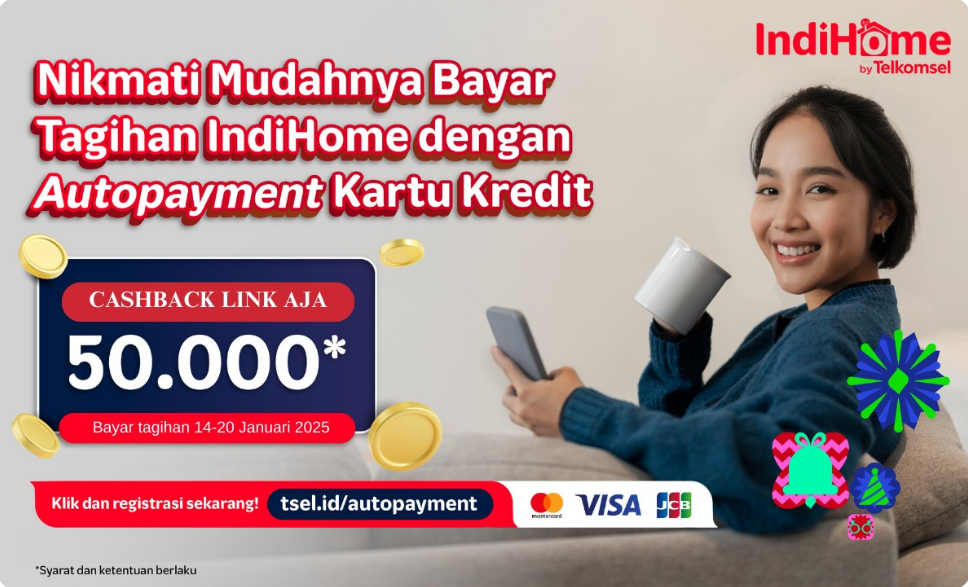 IndiHome
by Telkomsel
Nikmati Mudahnya Bayar
Tagihan IndiHome dengan
Autopayment Kartu Kredit
CASHBACK LINK AJA
50.000*
Bayar tagihan 14-20 Januari 2025
Klik dan registrasi sekarang! tsel.id/autopayment
mastercard VISA JCB
*Syarat dan ketentuan berlaku